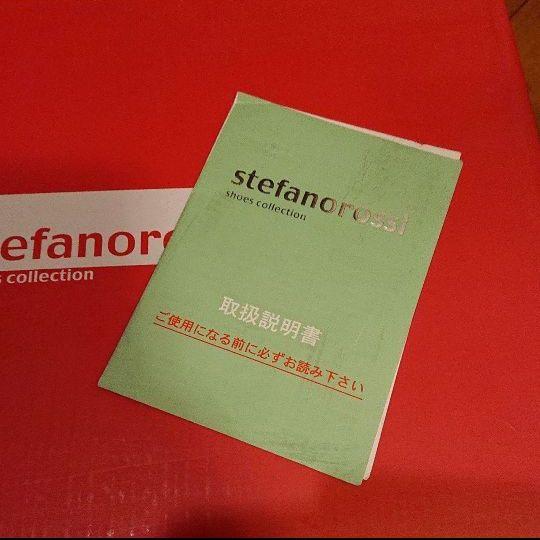 stefanorossi
shoes collection
取扱説明書
ご使用になる前に必ずお読み下さい
efanoro
s collection